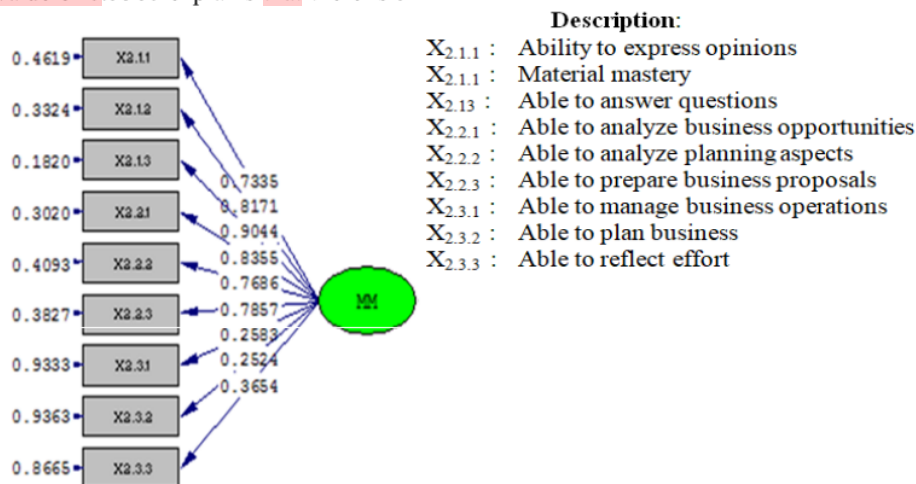 Description:
X2.1.1 : Ability to express opinions
X2.1.1 : Material mastery
X2.13 : Able to answer questions
X2.2.1 : Able to analyze business opportunities
X2.2.2 : Able to analyze planning aspects
X2.2.3 : Able to prepare business proposals
X2.3.1 : Able to manage business operations
X2.3.2 : Able to plan business
X2.3.3 : Able to reflect effort
0.4619 X2.1.1
0.3324 X2.1.2
0.1820 X2.1.3
0.3020 X2.2.1
0.4093 X2.2.2
0.3827 X2.2.3
0.9333 X2.3.1
0.9363 X2.3.2
0.8665 X2.3.3
0.7335
0.8171
0.9044
0.8355
0.7686
0.7857
0.2583
0.2524
0.3654
MM